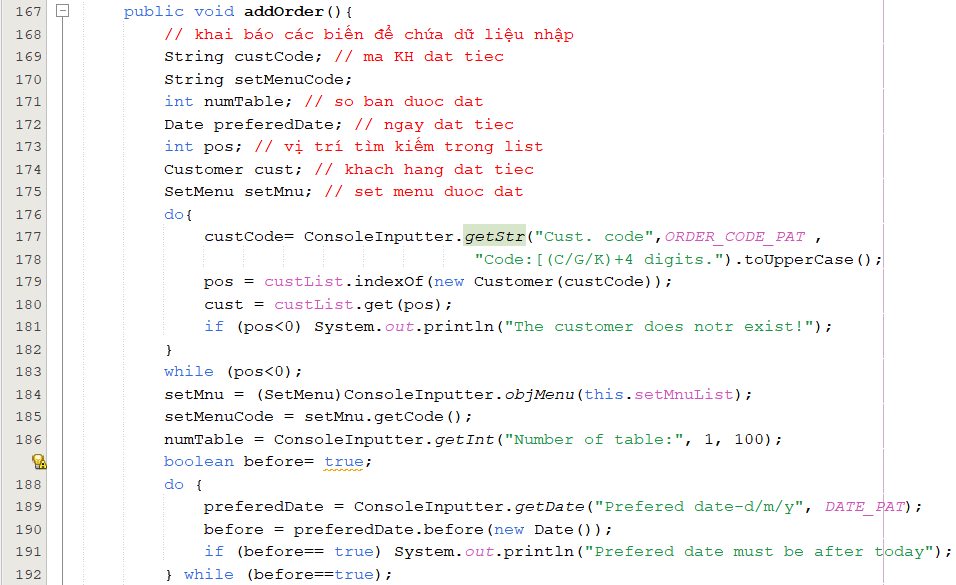 167 public void addOrder(){
168 // khai báo các biến để chứa dữ liệu nhập
169 String custCode; // ma KH dat tiec
170 String setMenuCode;
171 int numTable; // so ban duoc dat
172 Date preferedDate; // ngay dat tiec
173 int pos; // vị trí tìm kiếm trong list
174 Customer cust; // khach hang dat tiec
175 SetMenu setMnu; // set menu duoc dat
176 do{
177 custCode= ConsoleInputter.getStr("Cust. code",ORDER_CODE_PAT ,
178 "Code:[(C/G/K)+4 digits.").toUpperCase();
179 pos = custList.indexOf(new Customer(custCode));
180 cust = custList.get(pos);
181 if (pos<0) System.out.println("The customer does notr exist!");
182 }
183 while (pos<0);
184 setMnu = (SetMenu)ConsoleInputter.objMenu(this.setMnuList);
185 setMenuCode = setMnu.getCode();
186 numTable = ConsoleInputter.getInt("Number of table:", 1, 100);
boolean before= true;
188 do {
189 preferedDate = ConsoleInputter.getDate("Prefered date-d/m/y", DATE_PAT);
190 before = preferedDate.before(new Date());
191 if (before== true) System.out.println("Prefered date must be after today");
192 } while (before==true);